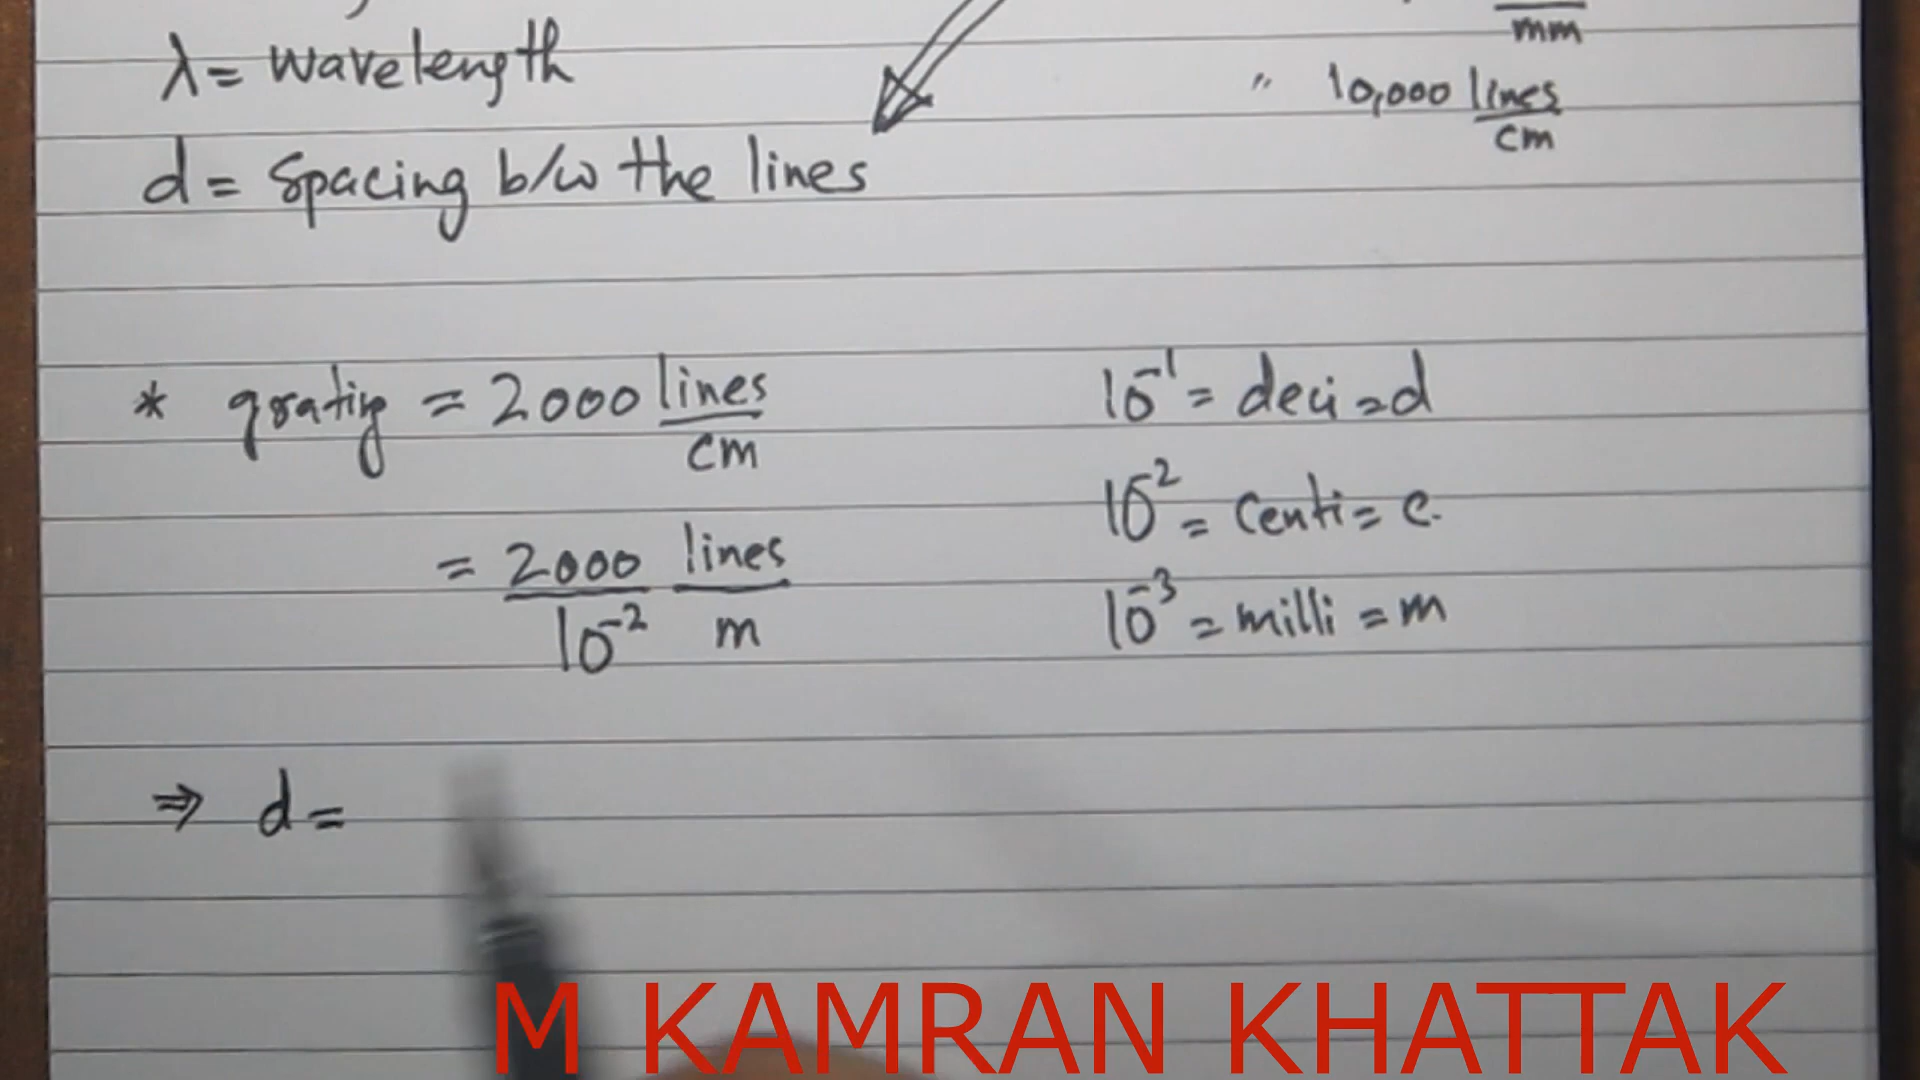 mm
λ = wavelength
" 10,000 lines/cm
d = Spacing b/w the lines
* grating = 2000 lines/cm
10⁻¹ = deci = d
10⁻² = Centi = c.
= 2000/10⁻² lines/m
10⁻³ = milli = m
⇒ d =
M KAMRAN KHATTAK